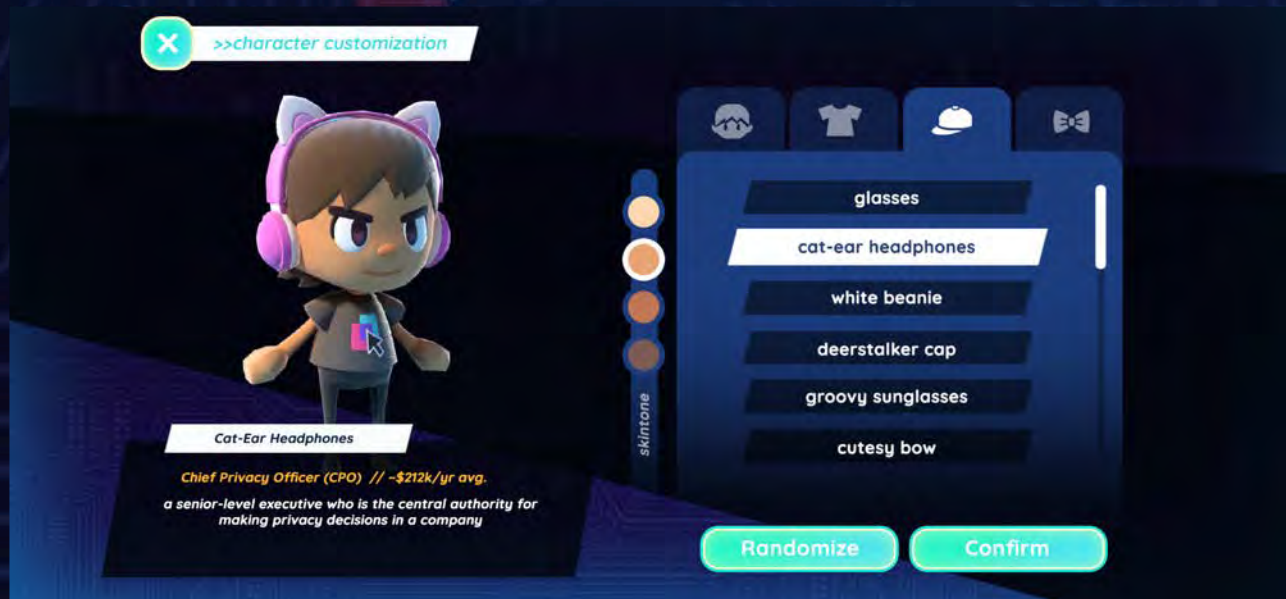 >>character customization
glasses
cat-ear headphones
white beanie
deerstalker cap
groovy sunglasses
cutesy bow
skintone
Cat-Ear Headphones
Chief Privacy Officer (CPO) // ~$212k/yr avg.
a senior-level executive who is the central authority for
making privacy decisions in a company
Randomize
Confirm